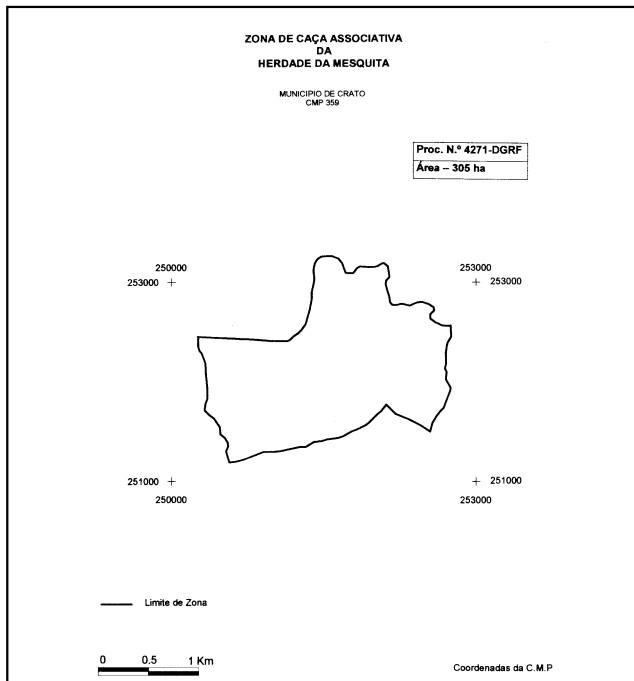 ZONA DE CAÇA ASSOCIATIVA
DA
HERDADE DA MESQUITA
MUNICIPIO DE CRATO
CMP 359
Proc. N.º 4271-DGRF
Área – 305 ha
250000
253000
253000
253000
251000
250000
251000
253000
Limite de Zona
0 0.5 1 Km
Coordenadas da C.M.P